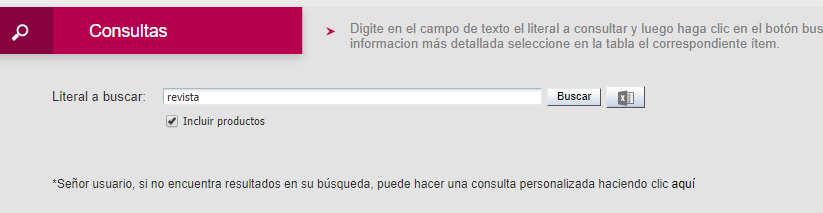 Consultas
Digite en el campo de texto el literal a consultar y luego haga clic en el botón bus
informacion más detallada seleccione en la tabla el correspondiente ítem.
Literal a buscar: revista Buscar
Incluir productos
*Señor usuario, si no encuentra resultados en su búsqueda, puede hacer una consulta personalizada haciendo clic aquí